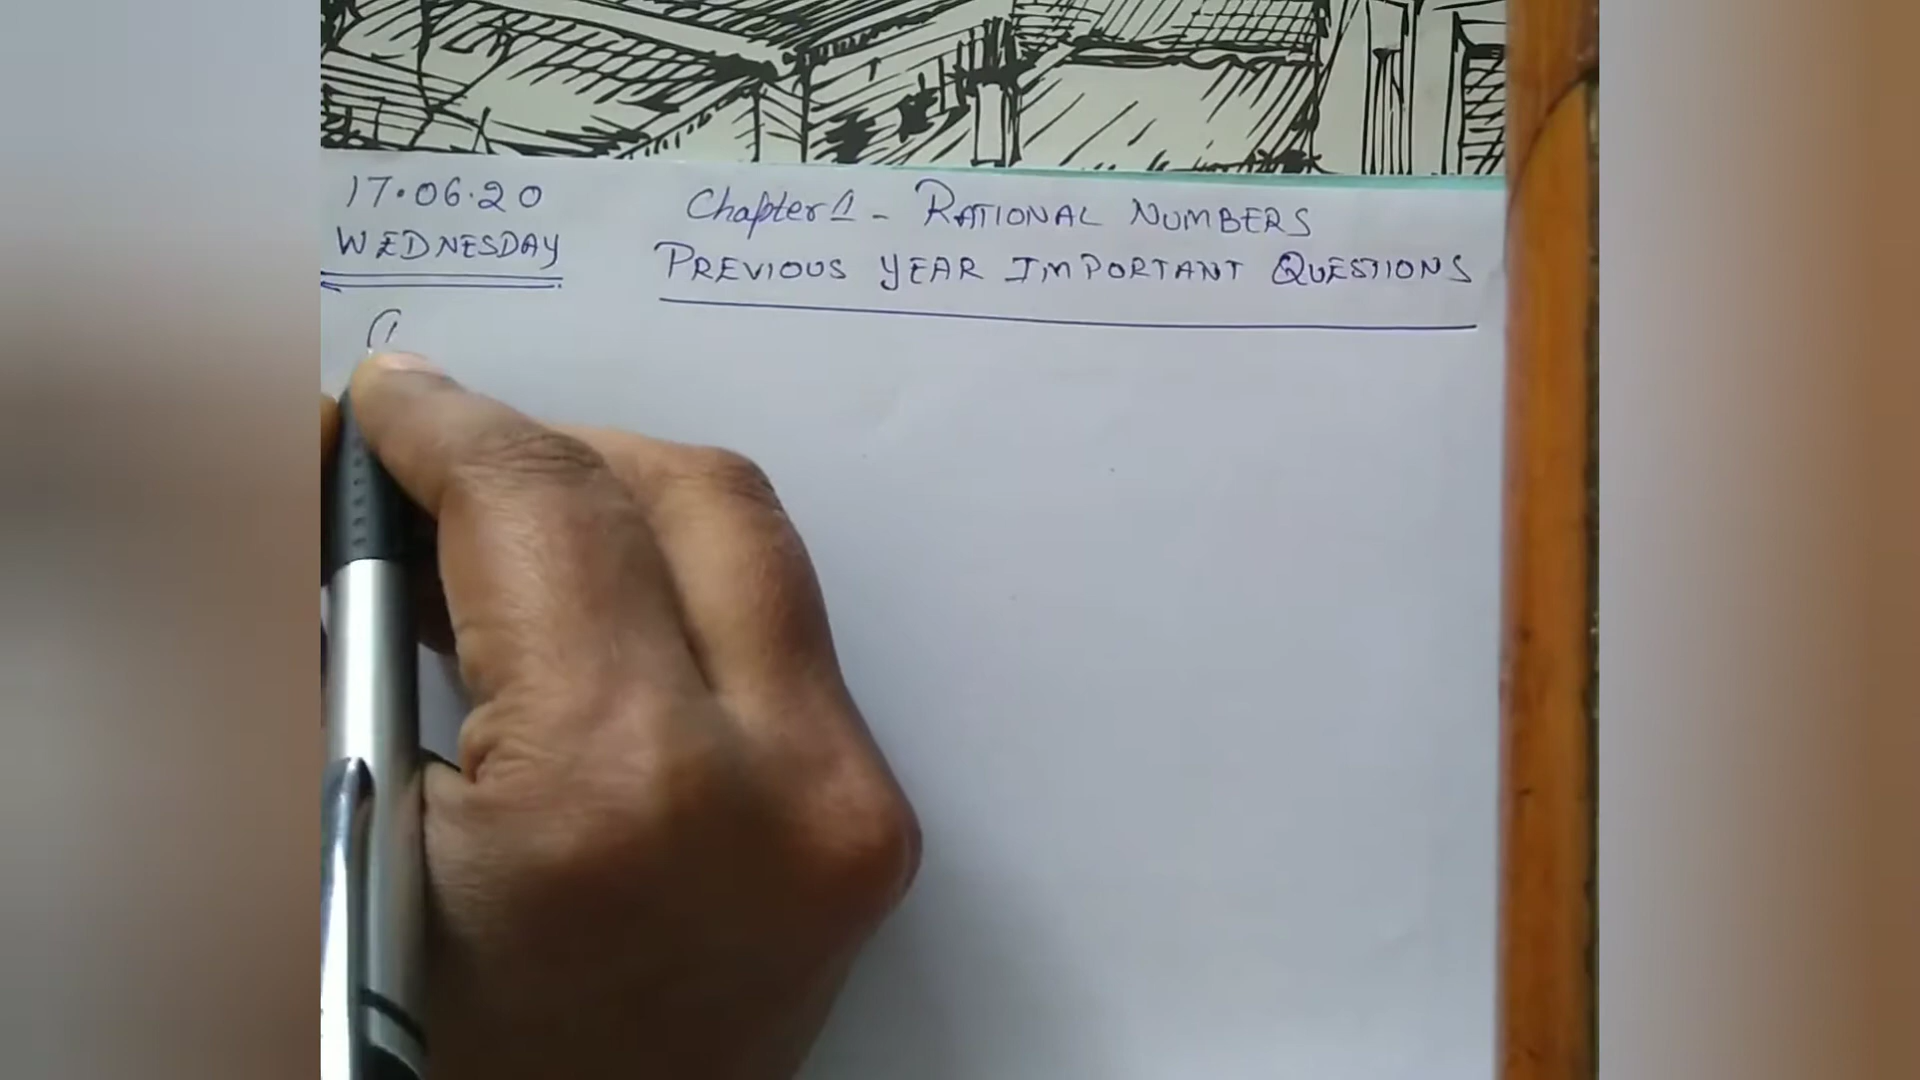 17.06.20
WEDNESDAY
Chapter 1 - RATIONAL NUMBERS
PREVIOUS YEAR IMPORTANT QUESTIONS